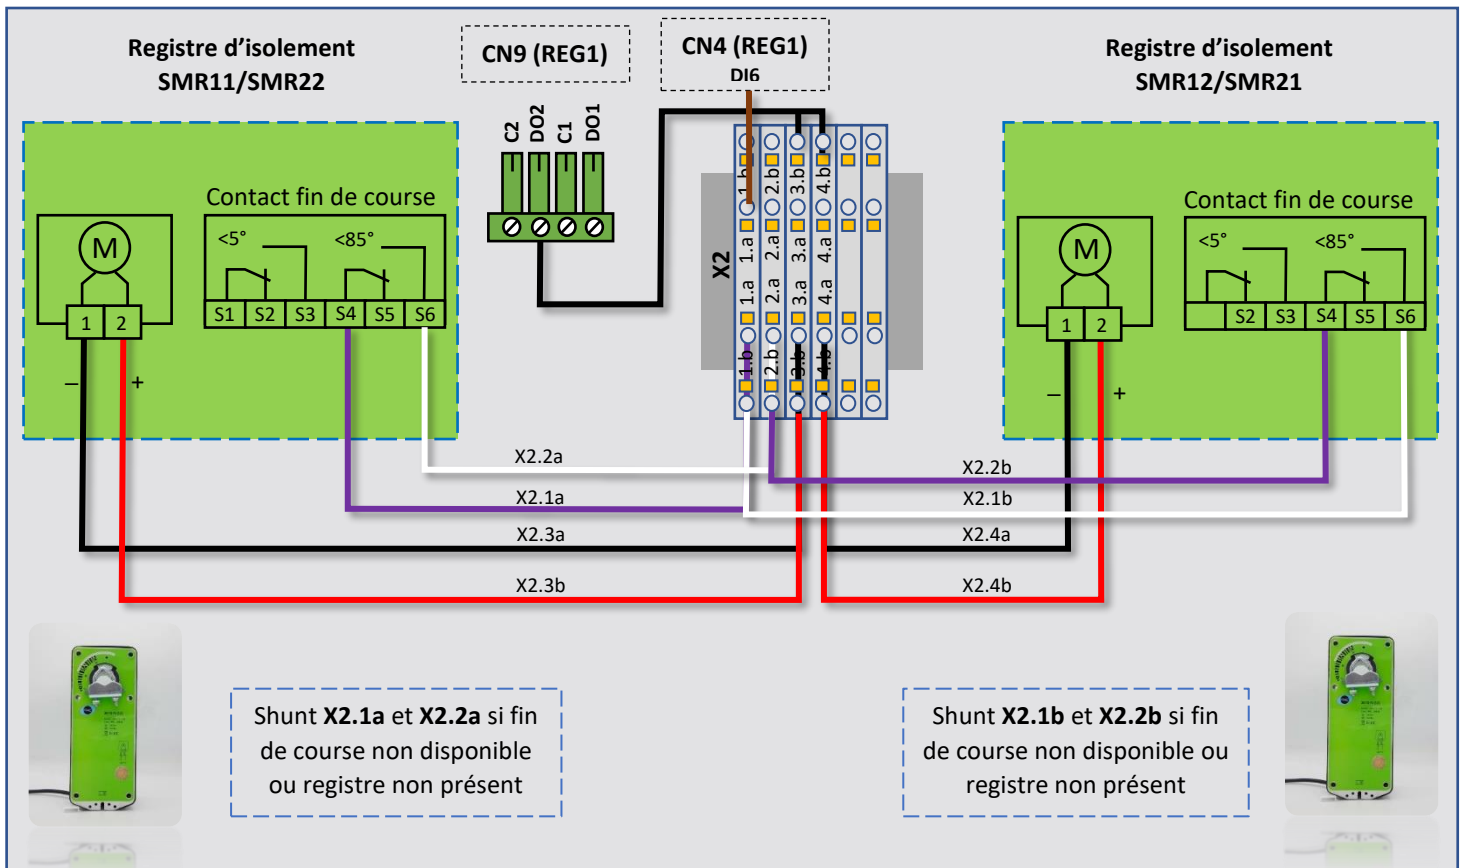 Registre d’isolement
SMR11/SMR22
CN9 (REG1)
CN4 (REG1)
DI6
Registre d’isolement
SMR12/SMR21
C2
DO2
C1
DO1
Contact fin de course
<5°
<85°
M
S1 S2 S3 S4 S5 S6
1 2
– +
X2
1.b 2.b 3.b 4.b
1.a 2.a 3.a 4.a
1.a 2.a 3.a 4.a
1.b 2.b 3.b 4.b
Contact fin de course
<5°
<85°
M
S2 S3 S4 S5 S6
1 2
– +
X2.2a
X2.2b
X2.1a
X2.1b
X2.3a
X2.4a
X2.3b
X2.4b
Shunt X2.1a et X2.2a si fin
de course non disponible
ou registre non présent
Shunt X2.1b et X2.2b si fin
de course non disponible ou
registre non présent